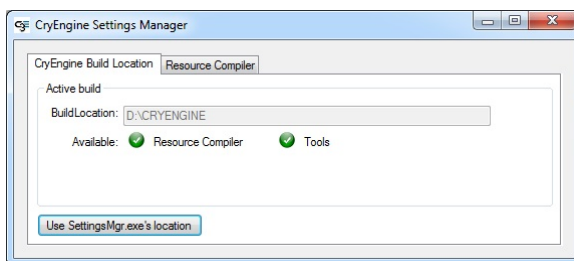 CryEngine Settings Manager
CryEngine Build Location Resource Compiler
Active build
BuildLocation: D:\CRYENGINE
Available: Resource Compiler Tools
Use SettingsMgr.exe's location